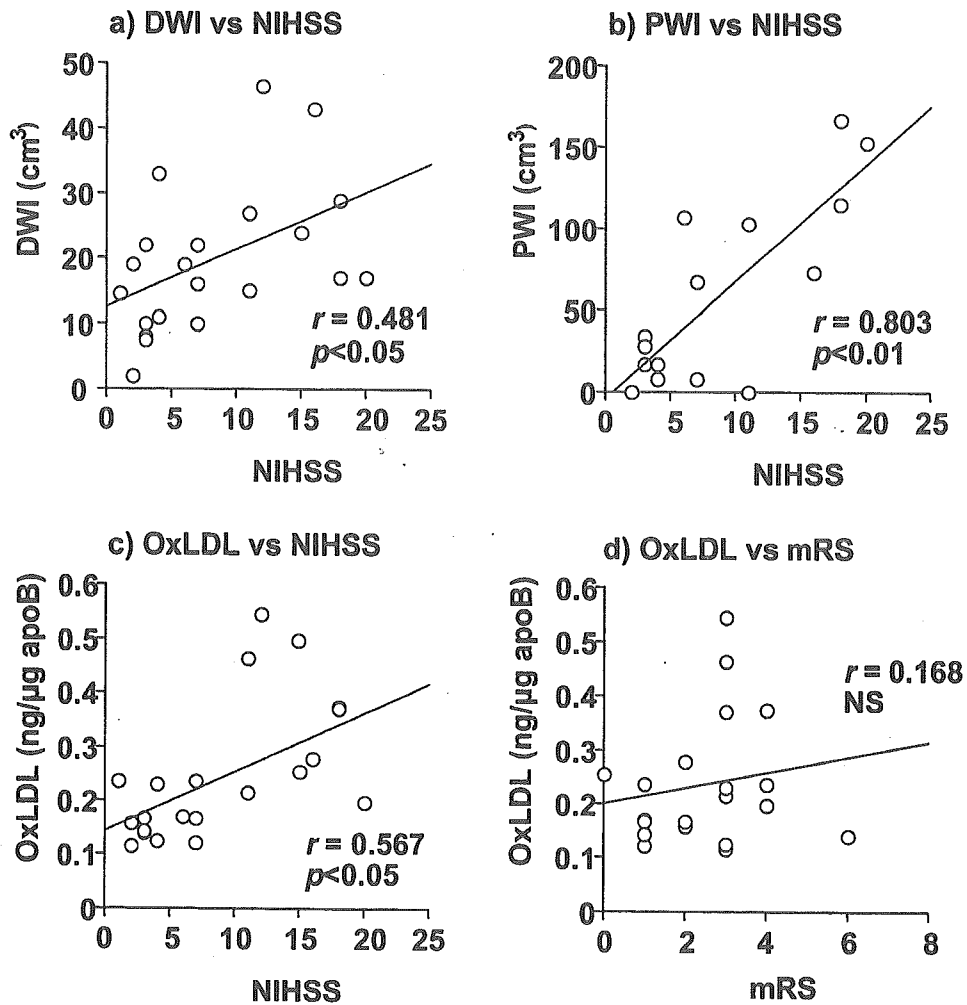 a) DWI vs NIHSS
50
40
30
20
10
0
DWI (cm³)
0 5 10 15 20 25
NIHSS
r = 0.481
p<0.05
b) PWI vs NIHSS
200
150
100
50
0
PWI (cm³)
0 5 10 15 20 25
NIHSS
r = 0.803
p<0.01
c) OxLDL vs NIHSS
0.6
0.5
0.4
0.3
0.2
0.1
0
OxLDL (ng/µg apoB)
0 5 10 15 20 25
NIHSS
r = 0.567
p<0.05
d) OxLDL vs mRS
0.6
0.5
0.4
0.3
0.2
0.1
0
OxLDL (ng/µg apoB)
0 2 4 6 8
mRS
r = 0.168
NS